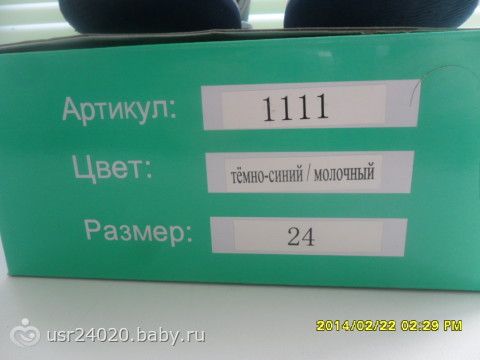 Артикул: 1111
Цвет: тёмно-синий / молочный
Размер: 24
2014/02/22 02:29 PM
usr24020.baby.ru